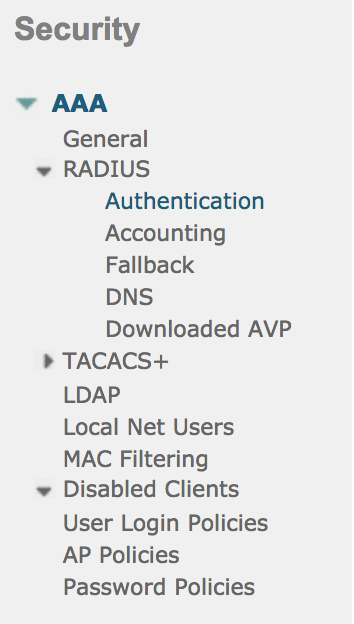 Security
AAA
General
RADIUS
Authentication
Accounting
Fallback
DNS
Downloaded AVP
TACACS+
LDAP
Local Net Users
MAC Filtering
Disabled Clients
User Login Policies
AP Policies
Password Policies